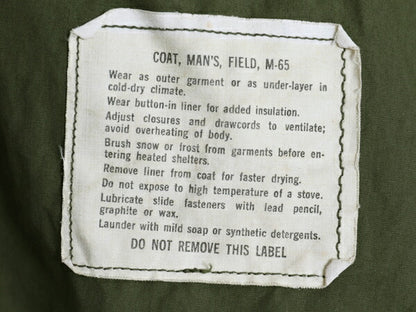 COAT, MAN'S, FIELD, M-65
Wear as outer garment or as under-layer in
cold-dry climate.
Wear button-in liner for added insulation.
Adjust closures and drawcords to ventilate;
avoid overheating of body.
Brush snow or frost from garments before en-
tering heated shelters.
Remove liner from coat for faster drying.
Do not expose to high temperature of a stove.
Lubricate slide fasteners with lead pencil,
graphite or wax.
Launder with mild soap or synthetic detergents.
DO NOT REMOVE THIS LABEL